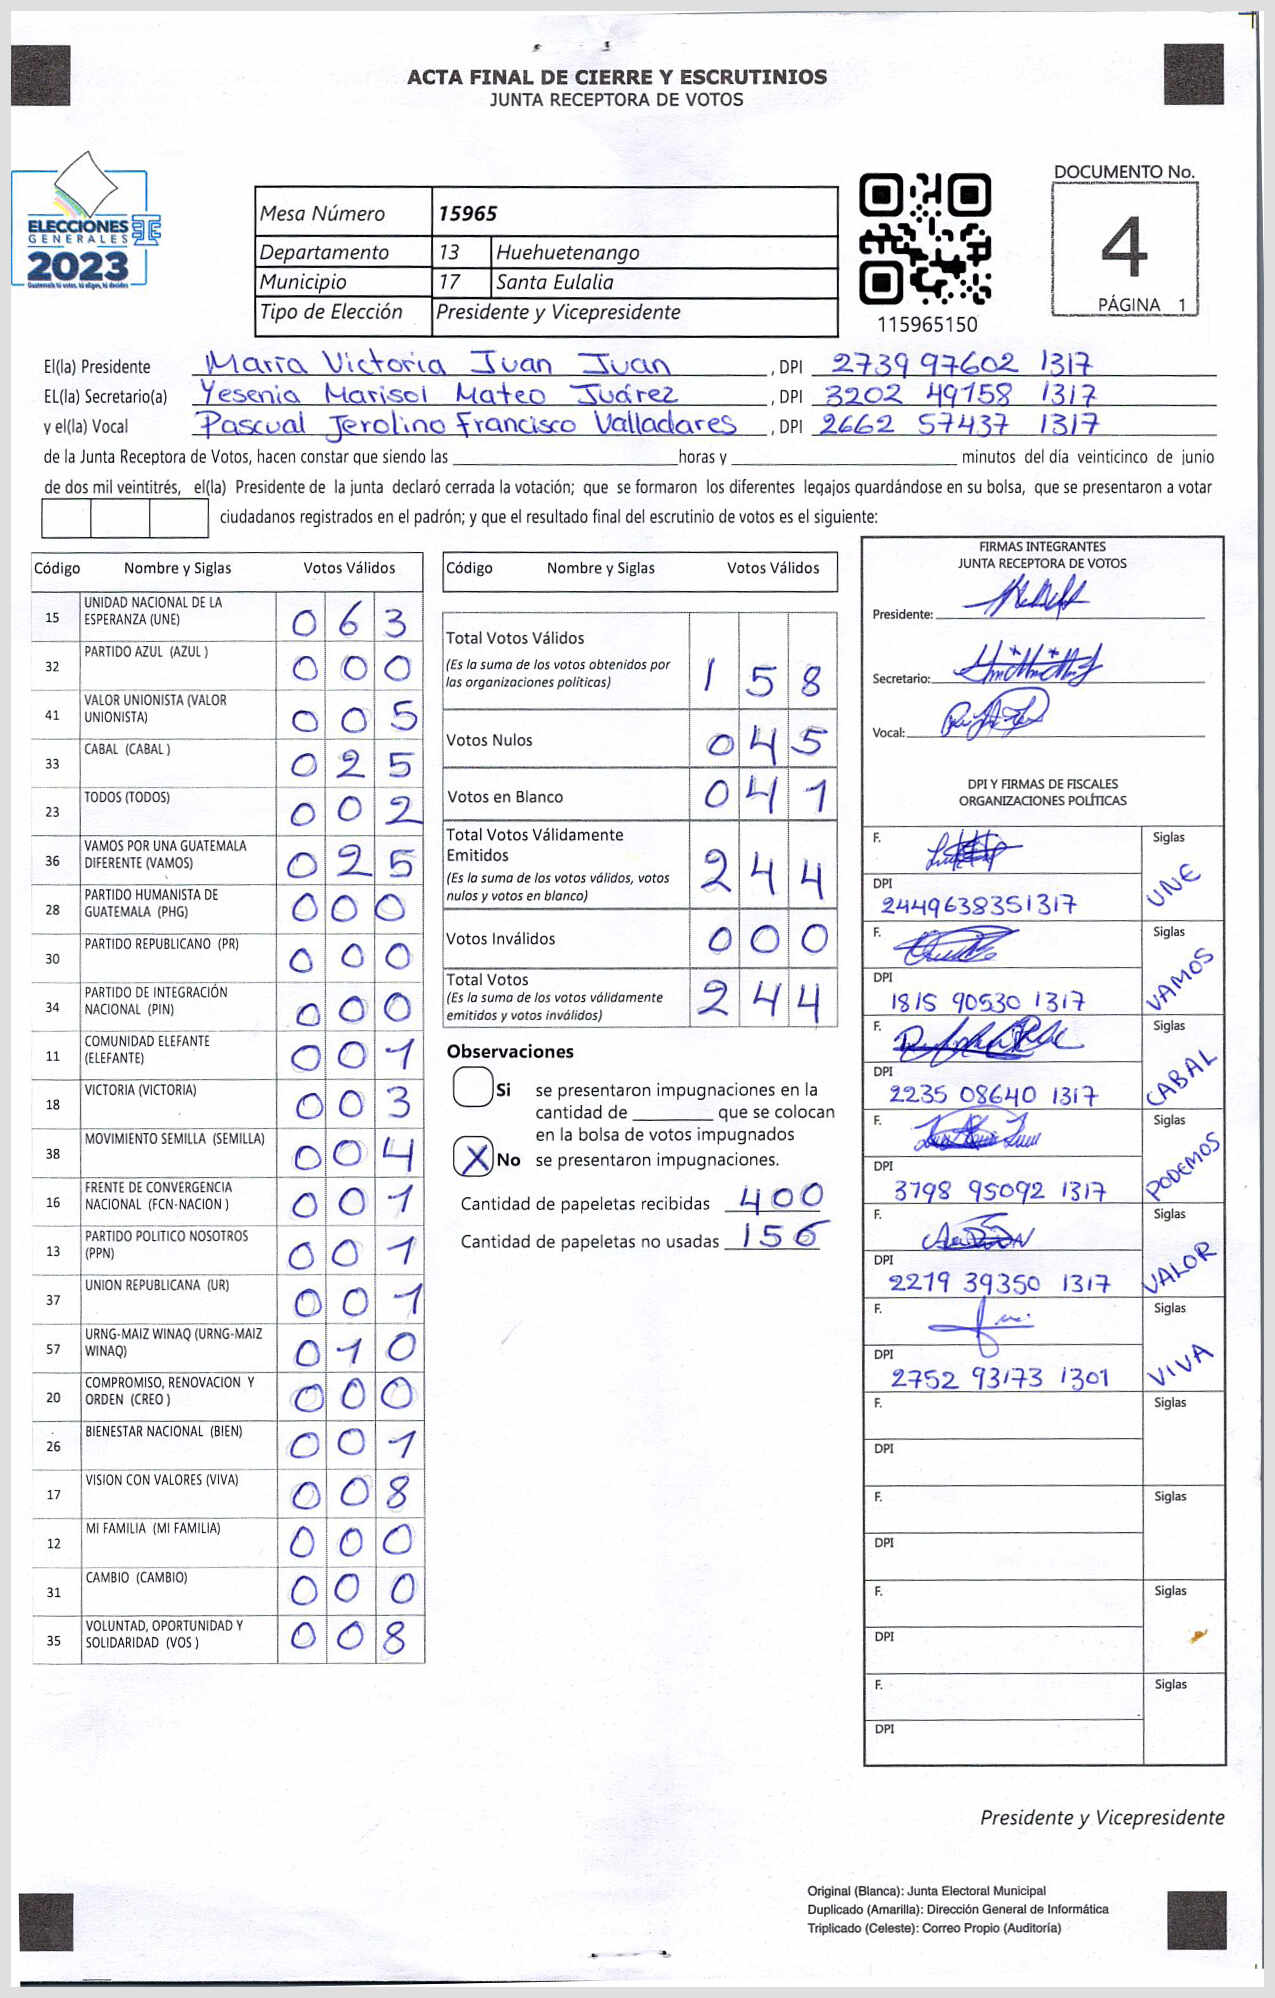 ACTA FINAL DE CIERRE Y ESCRUTINIOS
JUNTA RECEPTORA DE VOTOS
ELECCIONES
GENERALES
2023
Guatemala tú votas, tú eliges, tú decides
Mesa Número 15965
Departamento 13 Huehuetenango
Municipio 17 Santa Eulalia
Tipo de Elección Presidente y Vicepresidente
115965150
DOCUMENTO No.
4
PÁGINA 1
El(la) Presidente María Victoria Juan Juan , DPI 2739 97602 1317
EL(la) Secretario(a) Yesenia Marisol Mateo Juárez , DPI 3202 49158 1317
y el(la) Vocal Pascual Jerolino Francisco Valladares , DPI 2662 57437 1317
de la Junta Receptora de Votos, hacen constar que siendo las horas y minutos del día veinticinco de junio
de dos mil veintitrés, el(la) Presidente de la junta declaró cerrada la votación; que se formaron los diferentes legajos guardándose en su bolsa, que se presentaron a votar
ciudadanos registrados en el padrón; y que el resultado final del escrutinio de votos es el siguiente:
Código Nombre y Siglas Votos Válidos
15 UNIDAD NACIONAL DE LA
ESPERANZA (UNE) 0 6 3
32 PARTIDO AZUL (AZUL ) 0 0 0
41 VALOR UNIONISTA (VALOR
UNIONISTA) 0 0 5
33 CABAL (CABAL ) 0 2 5
23 TODOS (TODOS) 0 0 2
36 VAMOS POR UNA GUATEMALA
DIFERENTE (VAMOS) 0 2 5
28 PARTIDO HUMANISTA DE
GUATEMALA (PHG) 0 0 0
30 PARTIDO REPUBLICANO (PR) 0 0 0
34 PARTIDO DE INTEGRACIÓN
NACIONAL (PIN) 0 0 0
11 COMUNIDAD ELEFANTE
(ELEFANTE) 0 0 1
18 VICTORIA (VICTORIA) 0 0 3
38 MOVIMIENTO SEMILLA (SEMILLA) 0 0 4
16 FRENTE DE CONVERGENCIA
NACIONAL (FCN-NACION ) 0 0 1
13 PARTIDO POLITICO NOSOTROS
(PPN) 0 0 1
37 UNION REPUBLICANA (UR) 0 0 1
57 URNG-MAIZ WINAQ (URNG-MAIZ
WINAQ) 0 1 0
20 COMPROMISO, RENOVACION Y
ORDEN (CREO ) 0 0 0
26 BIENESTAR NACIONAL (BIEN) 0 0 1
17 VISION CON VALORES (VIVA) 0 0 8
12 MI FAMILIA (MI FAMILIA) 0 0 0
31 CAMBIO (CAMBIO) 0 0 0
35 VOLUNTAD, OPORTUNIDAD Y
SOLIDARIDAD (VOS ) 0 0 8
Código Nombre y Siglas Votos Válidos
Total Votos Válidos
(Es la suma de los votos obtenidos por
las organizaciones políticas) 1 5 8
Votos Nulos 0 4 5
Votos en Blanco 0 4 1
Total Votos Válidamente
Emitidos
(Es la suma de los votos válidos, votos
nulos y votos en blanco) 2 4 4
Votos Inválidos 0 0 0
Total Votos
(Es la suma de los votos válidamente
emitidos y votos inválidos) 2 4 4
Observaciones
Si se presentaron impugnaciones en la
cantidad de que se colocan
en la bolsa de votos impugnados
X No se presentaron impugnaciones.
Cantidad de papeletas recibidas 400
Cantidad de papeletas no usadas 156
FIRMAS INTEGRANTES
JUNTA RECEPTORA DE VOTOS
Presidente:
Secretario:
Vocal:
DPI Y FIRMAS DE FISCALES
ORGANIZACIONES POLÍTICAS
F. Siglas
DPI UNE
2449638351317
F. Siglas
DPI VAMOS
1815 90530 1317
F. Siglas
DPI CABAL
2235 08640 1317
F. Siglas
DPI PODEMOS
3798 95092 1317
F. Siglas
DPI VALOR
2219 39350 1317
F. Siglas
DPI VIVA
2752 93173 1301
F. Siglas
DPI
F. Siglas
DPI
F. Siglas
DPI
F. Siglas
DPI
Presidente y Vicepresidente
Original (Blanca): Junta Electoral Municipal
Duplicado (Amarilla): Dirección General de Informática
Triplicado (Celeste): Correo Propio (Auditoría)